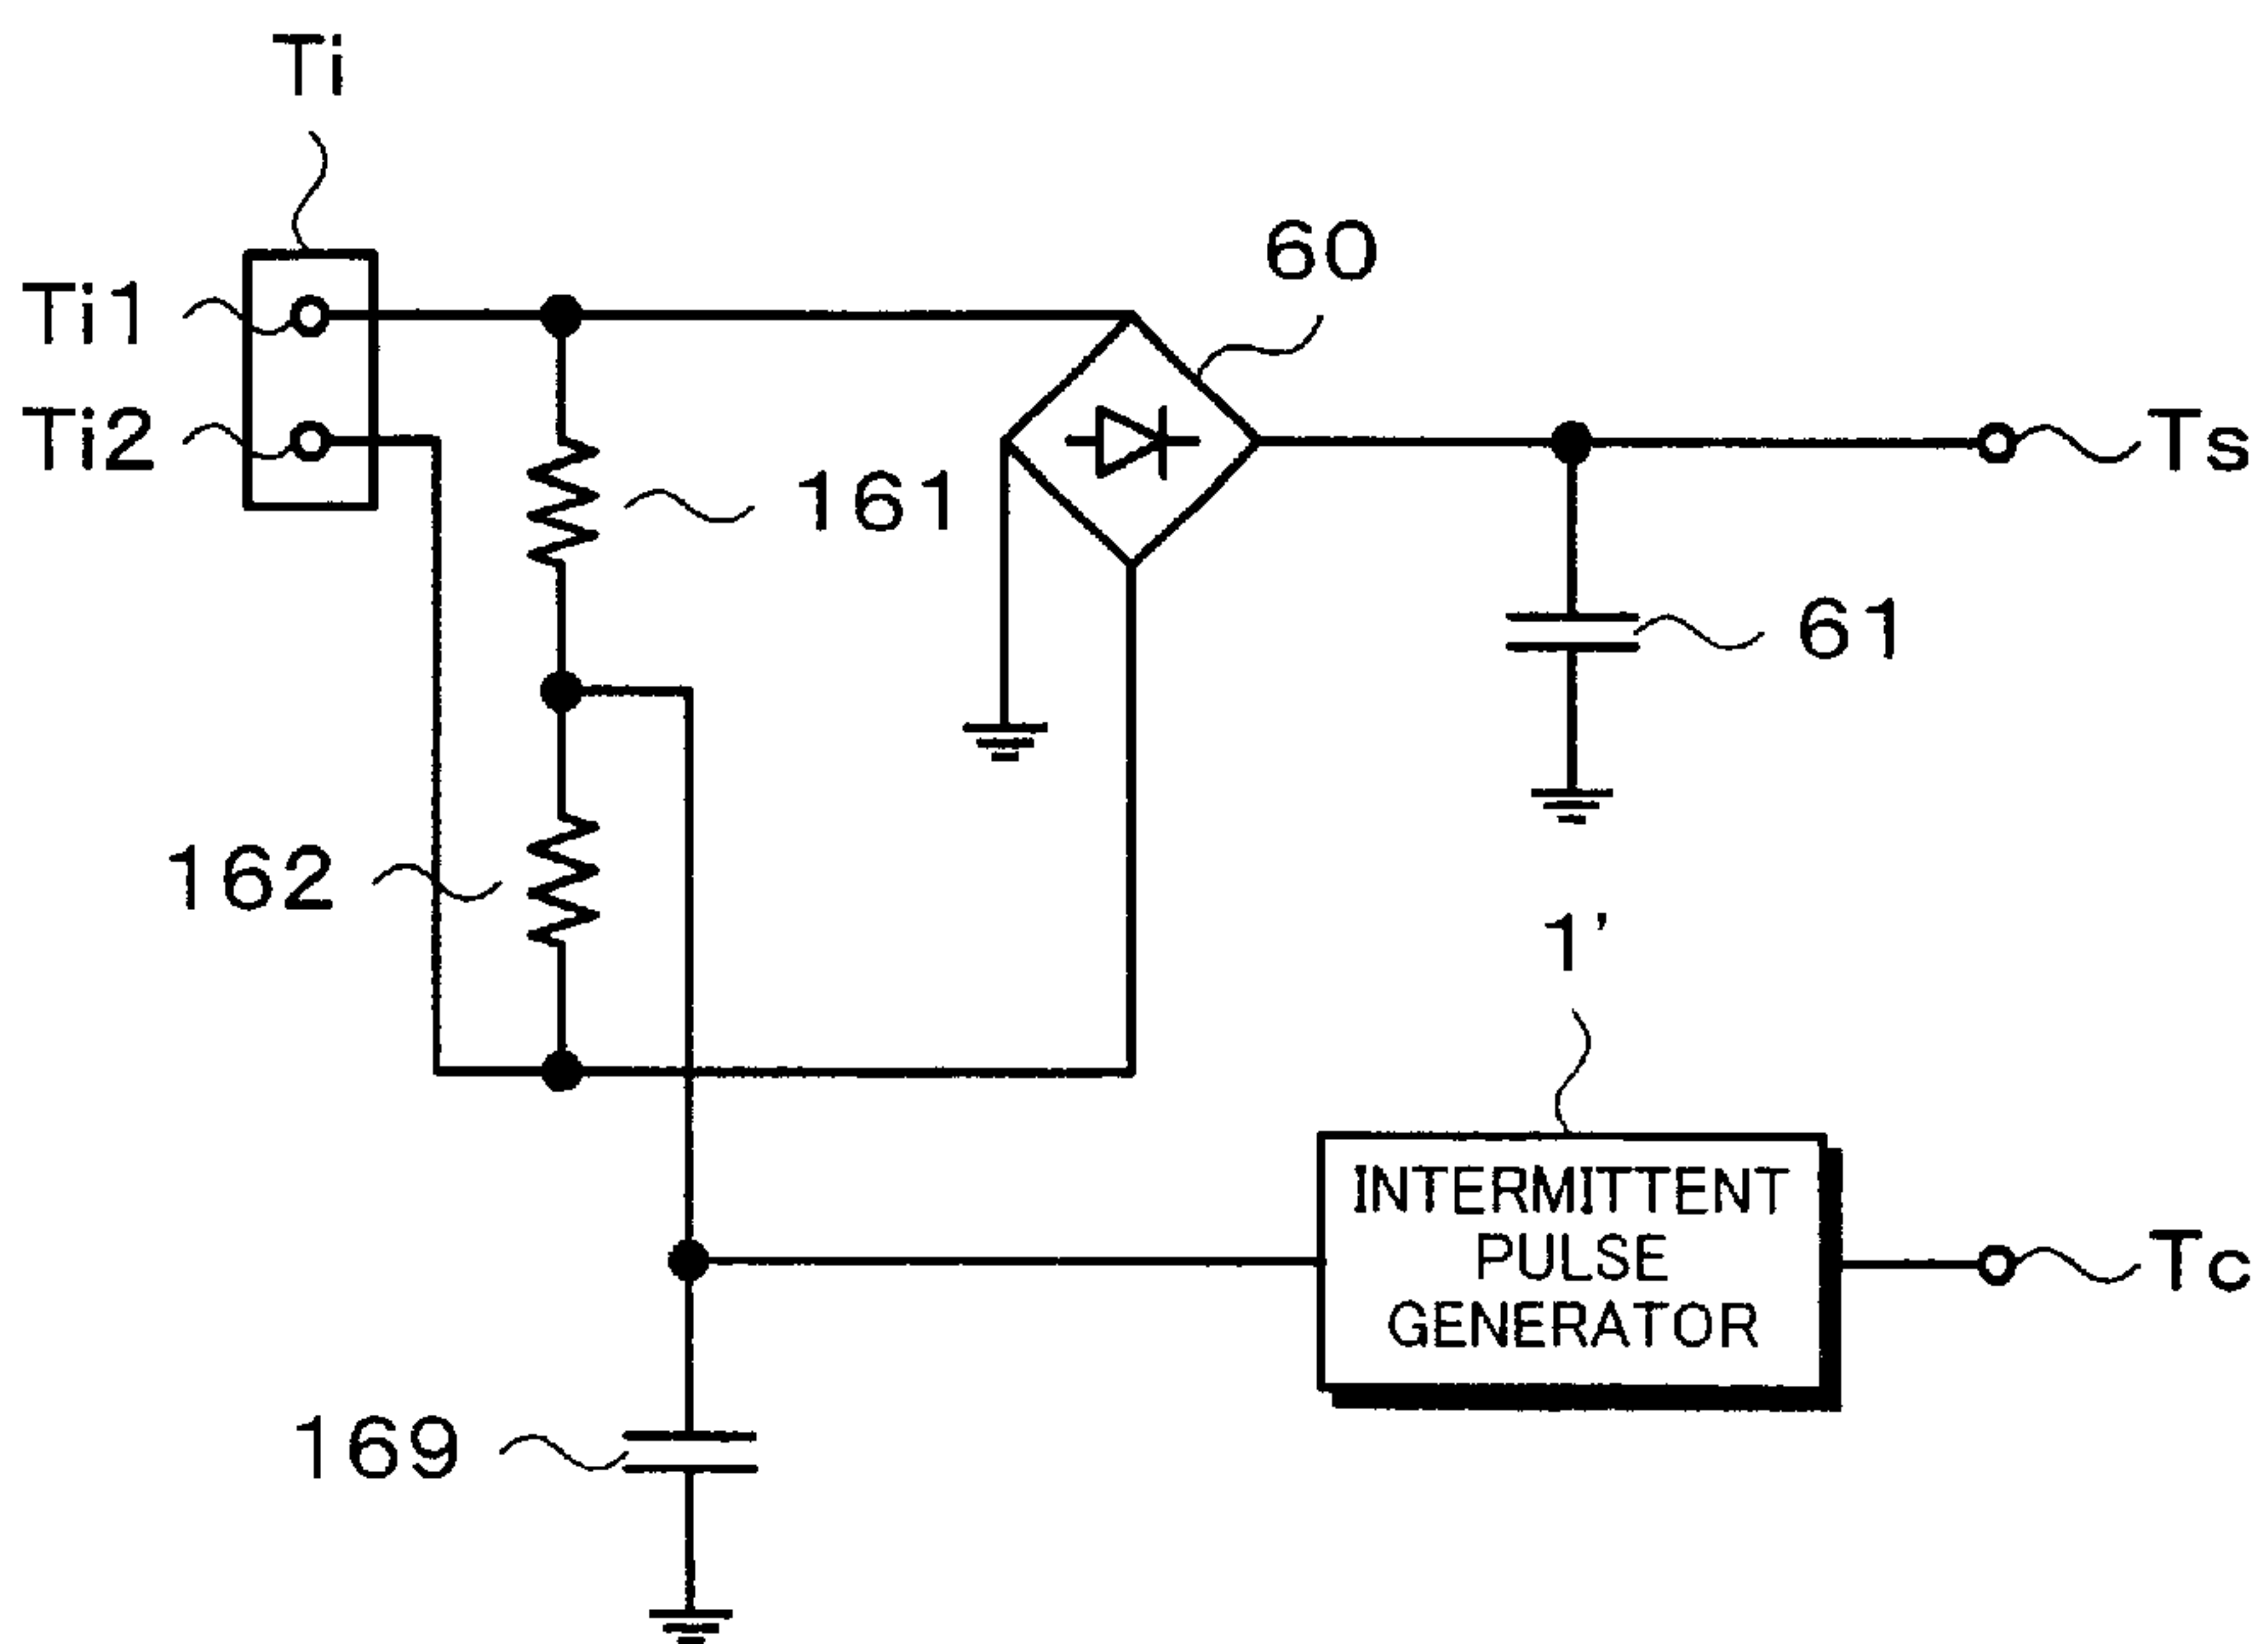 Ti
60
Ti1
Ti2
Ts
161
61
162
1’
INTERMITTENT
PULSE
GENERATOR
Tc
169